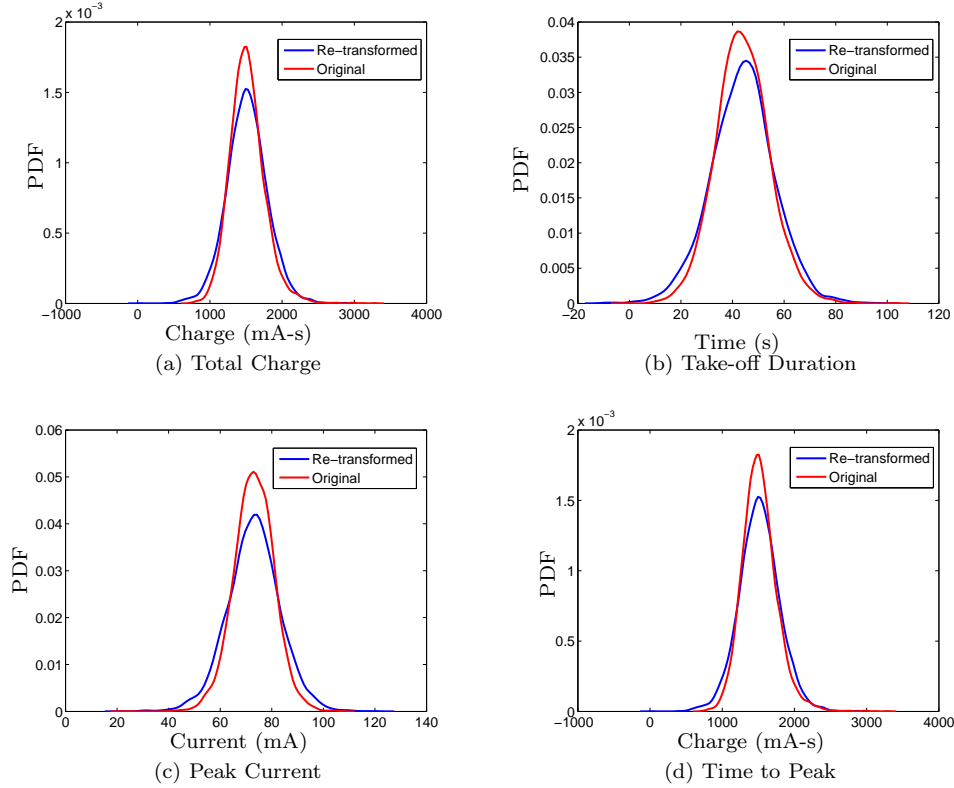 x 10⁻³
2
1.5
1
0.5
0
PDF
Re−transformed
Original
−1000 0 1000 2000 3000 4000
Charge (mA-s)
(a) Total Charge
0.04
0.035
0.03
0.025
0.02
0.015
0.01
0.005
0
PDF
Re−transformed
Original
−20 0 20 40 60 80 100 120
Time (s)
(b) Take-off Duration
0.06
0.05
0.04
0.03
0.02
0.01
0
PDF
Re−transformed
Original
0 20 40 60 80 100 120 140
Current (mA)
(c) Peak Current
x 10⁻³
2
1.5
1
0.5
0
PDF
Re−transformed
Original
−1000 0 1000 2000 3000 4000
Charge (mA-s)
(d) Time to Peak